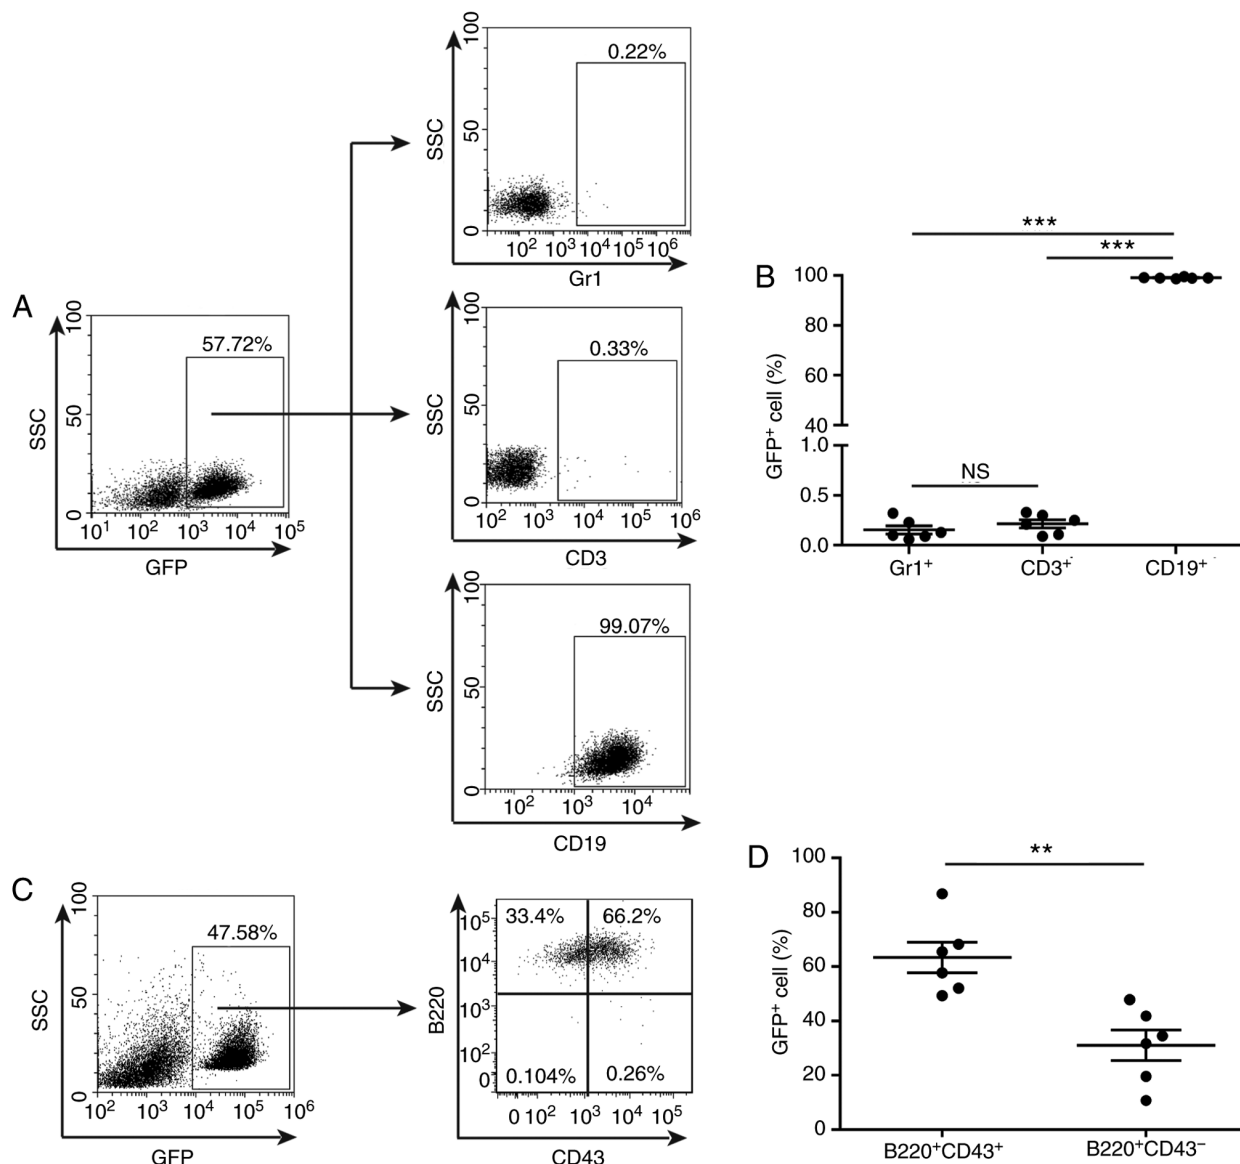 A
SSC
100
50
0
57.72%
10¹ 10² 10³ 10⁴ 10⁵
GFP
SSC
100
50
0
0.22%
10² 10³ 10⁴ 10⁵ 10⁶
Gr1
SSC
100
50
0
0.33%
10² 10³ 10⁴ 10⁵ 10⁶
CD3
SSC
100
50
0
99.07%
10² 10³ 10⁴
CD19
B
***
***
GFP⁺ cell (%)
100
80
60
40
1.0
0.5
0.0
NS
Gr1⁺ CD3⁺ CD19⁺
C
SSC
100
50
0
47.58%
10² 10³ 10⁴ 10⁵ 10⁶
GFP
B220
10⁵
10⁴
10³
10²
0
33.4% 66.2%
0.104% 0.26%
0 10² 10³ 10⁴ 10⁵
CD43
D
**
GFP⁺ cell (%)
100
80
60
40
20
0
B220⁺CD43⁺ B220⁺CD43⁻